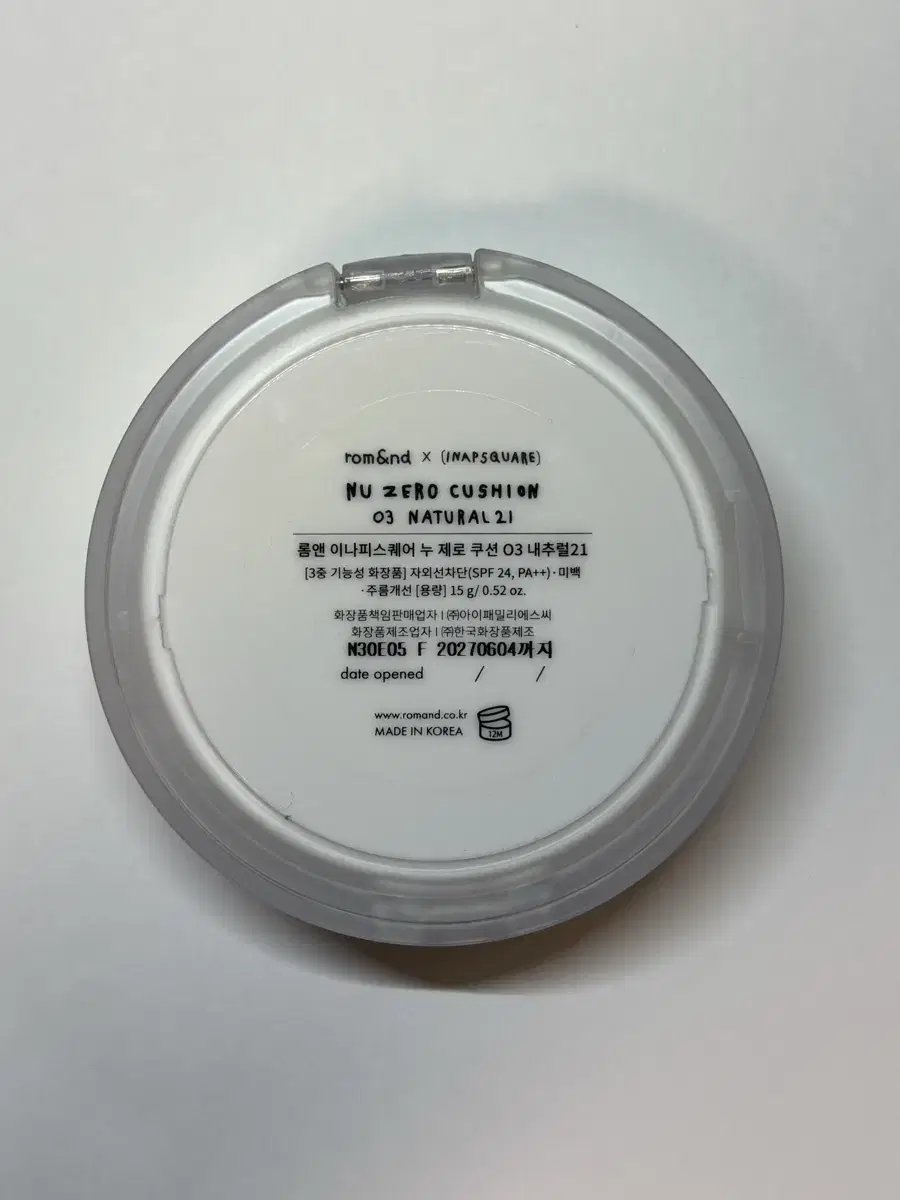 rom&nd x (INAPSQUARE)
NU ZERO CUSHION
03 NATURAL21
롬앤 이나피스퀘어 누 제로 쿠션 03 내추럴21
[3중 기능성 화장품] 자외선차단(SPF 24, PA++)·미백
·주름개선 [용량] 15 g/ 0.52 oz.
화장품책임판매업자 | ㈜아이패밀리에스씨
화장품제조업자 | ㈜한국화장품제조
N30E05 F 20270604까지
date opened / /
www.romand.co.kr
MADE IN KOREA
12M